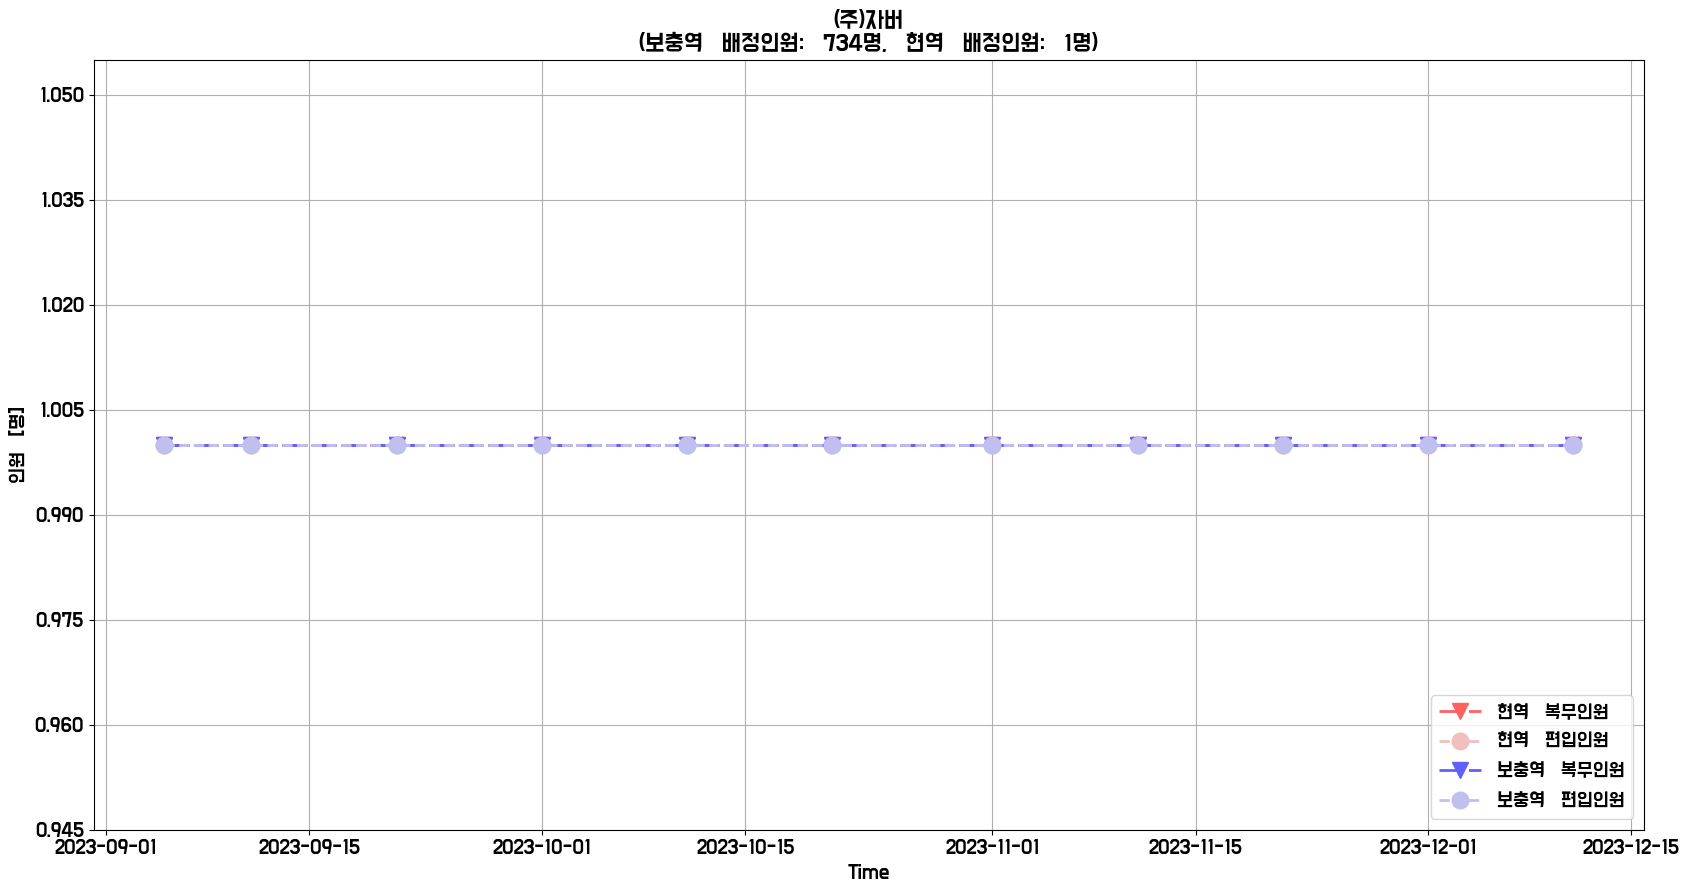 (주)자버
(보충역 배정인원: 734명, 현역 배정인원: 1명)
인원 [명]
1.050
1.035
1.020
1.005
0.990
0.975
0.960
0.945
현역 복무인원
현역 편입인원
보충역 복무인원
보충역 편입인원
2023-09-01 2023-09-15 2023-10-01 2023-10-15 2023-11-01 2023-11-15 2023-12-01 2023-12-15
Time